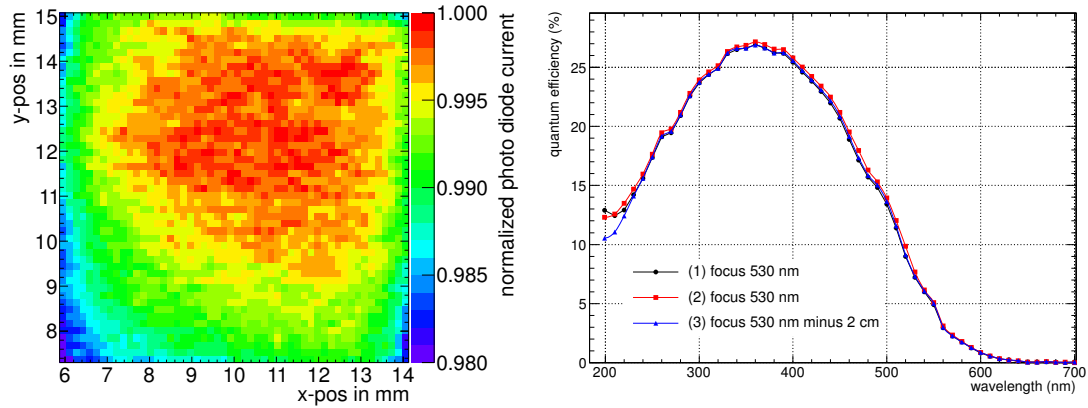 y-pos in mm
15
14
13
12
11
10
9
8
6 7 8 9 10 11 12 13 14
x-pos in mm
1.000
0.995
0.990
0.985
0.980
normalized photo diode current
quantum efficiency (%)
25
20
15
10
5
0
(1) focus 530 nm
(2) focus 530 nm
(3) focus 530 nm minus 2 cm
200 300 400 500 600 700
wavelength (nm)